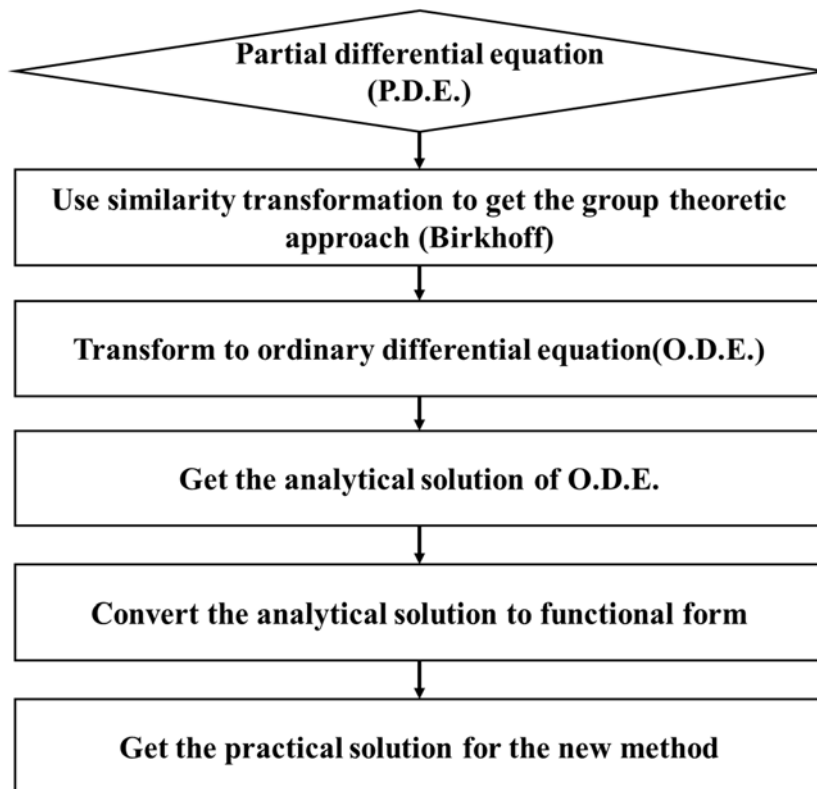 Partial differential equation
(P.D.E.)
Use similarity transformation to get the group theoretic
approach (Birkhoff)
Transform to ordinary differential equation(O.D.E.)
Get the analytical solution of O.D.E.
Convert the analytical solution to functional form
Get the practical solution for the new method